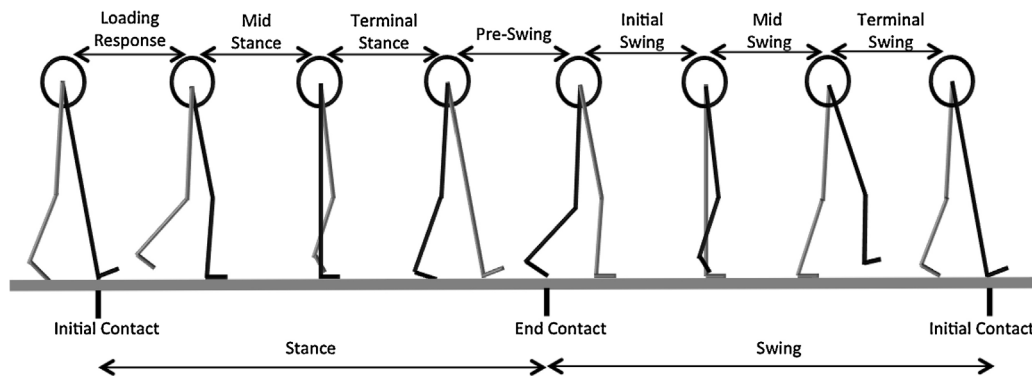 Loading
Response
Mid
Stance
Terminal
Stance
Pre-Swing
Initial
Swing
Mid
Swing
Terminal
Swing
Initial Contact
End Contact
Initial Contact
Stance
Swing